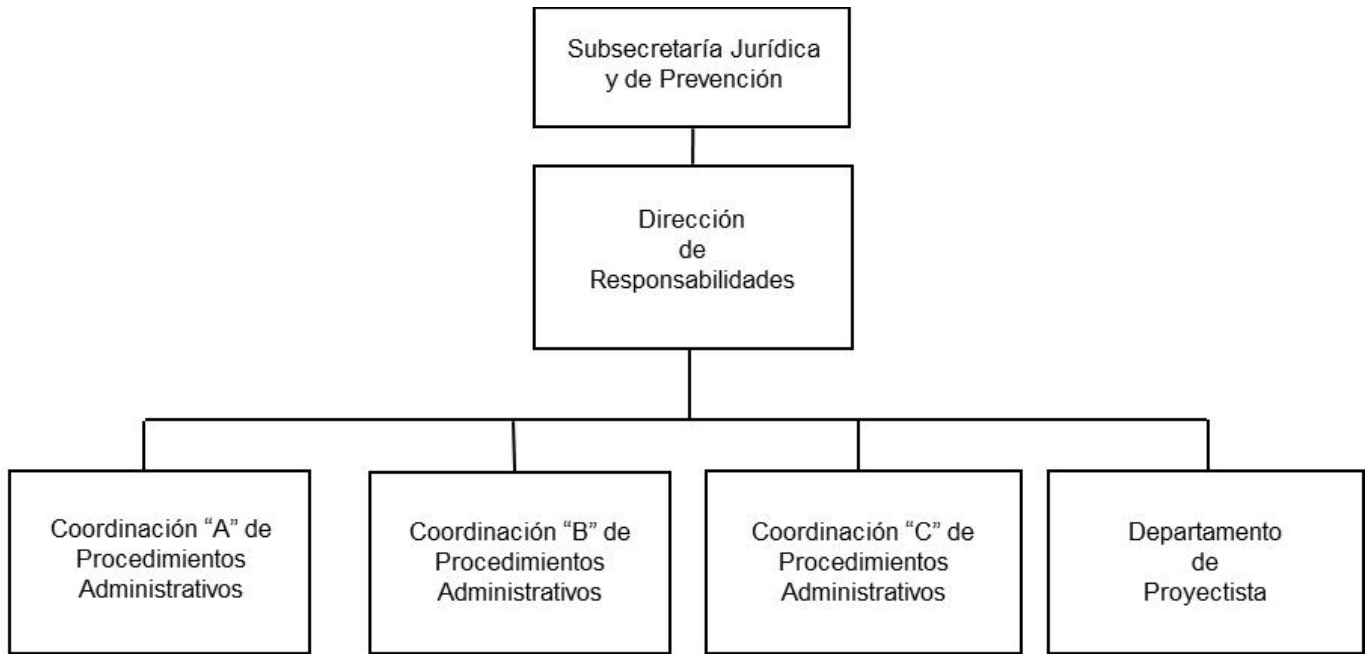 Subsecretaría Jurídica
y de Prevención
Dirección
de
Responsabilidades
Coordinación “A” de
Procedimientos
Administrativos
Coordinación “B” de
Procedimientos
Administrativos
Coordinación “C” de
Procedimientos
Administrativos
Departamento
de
Proyectista